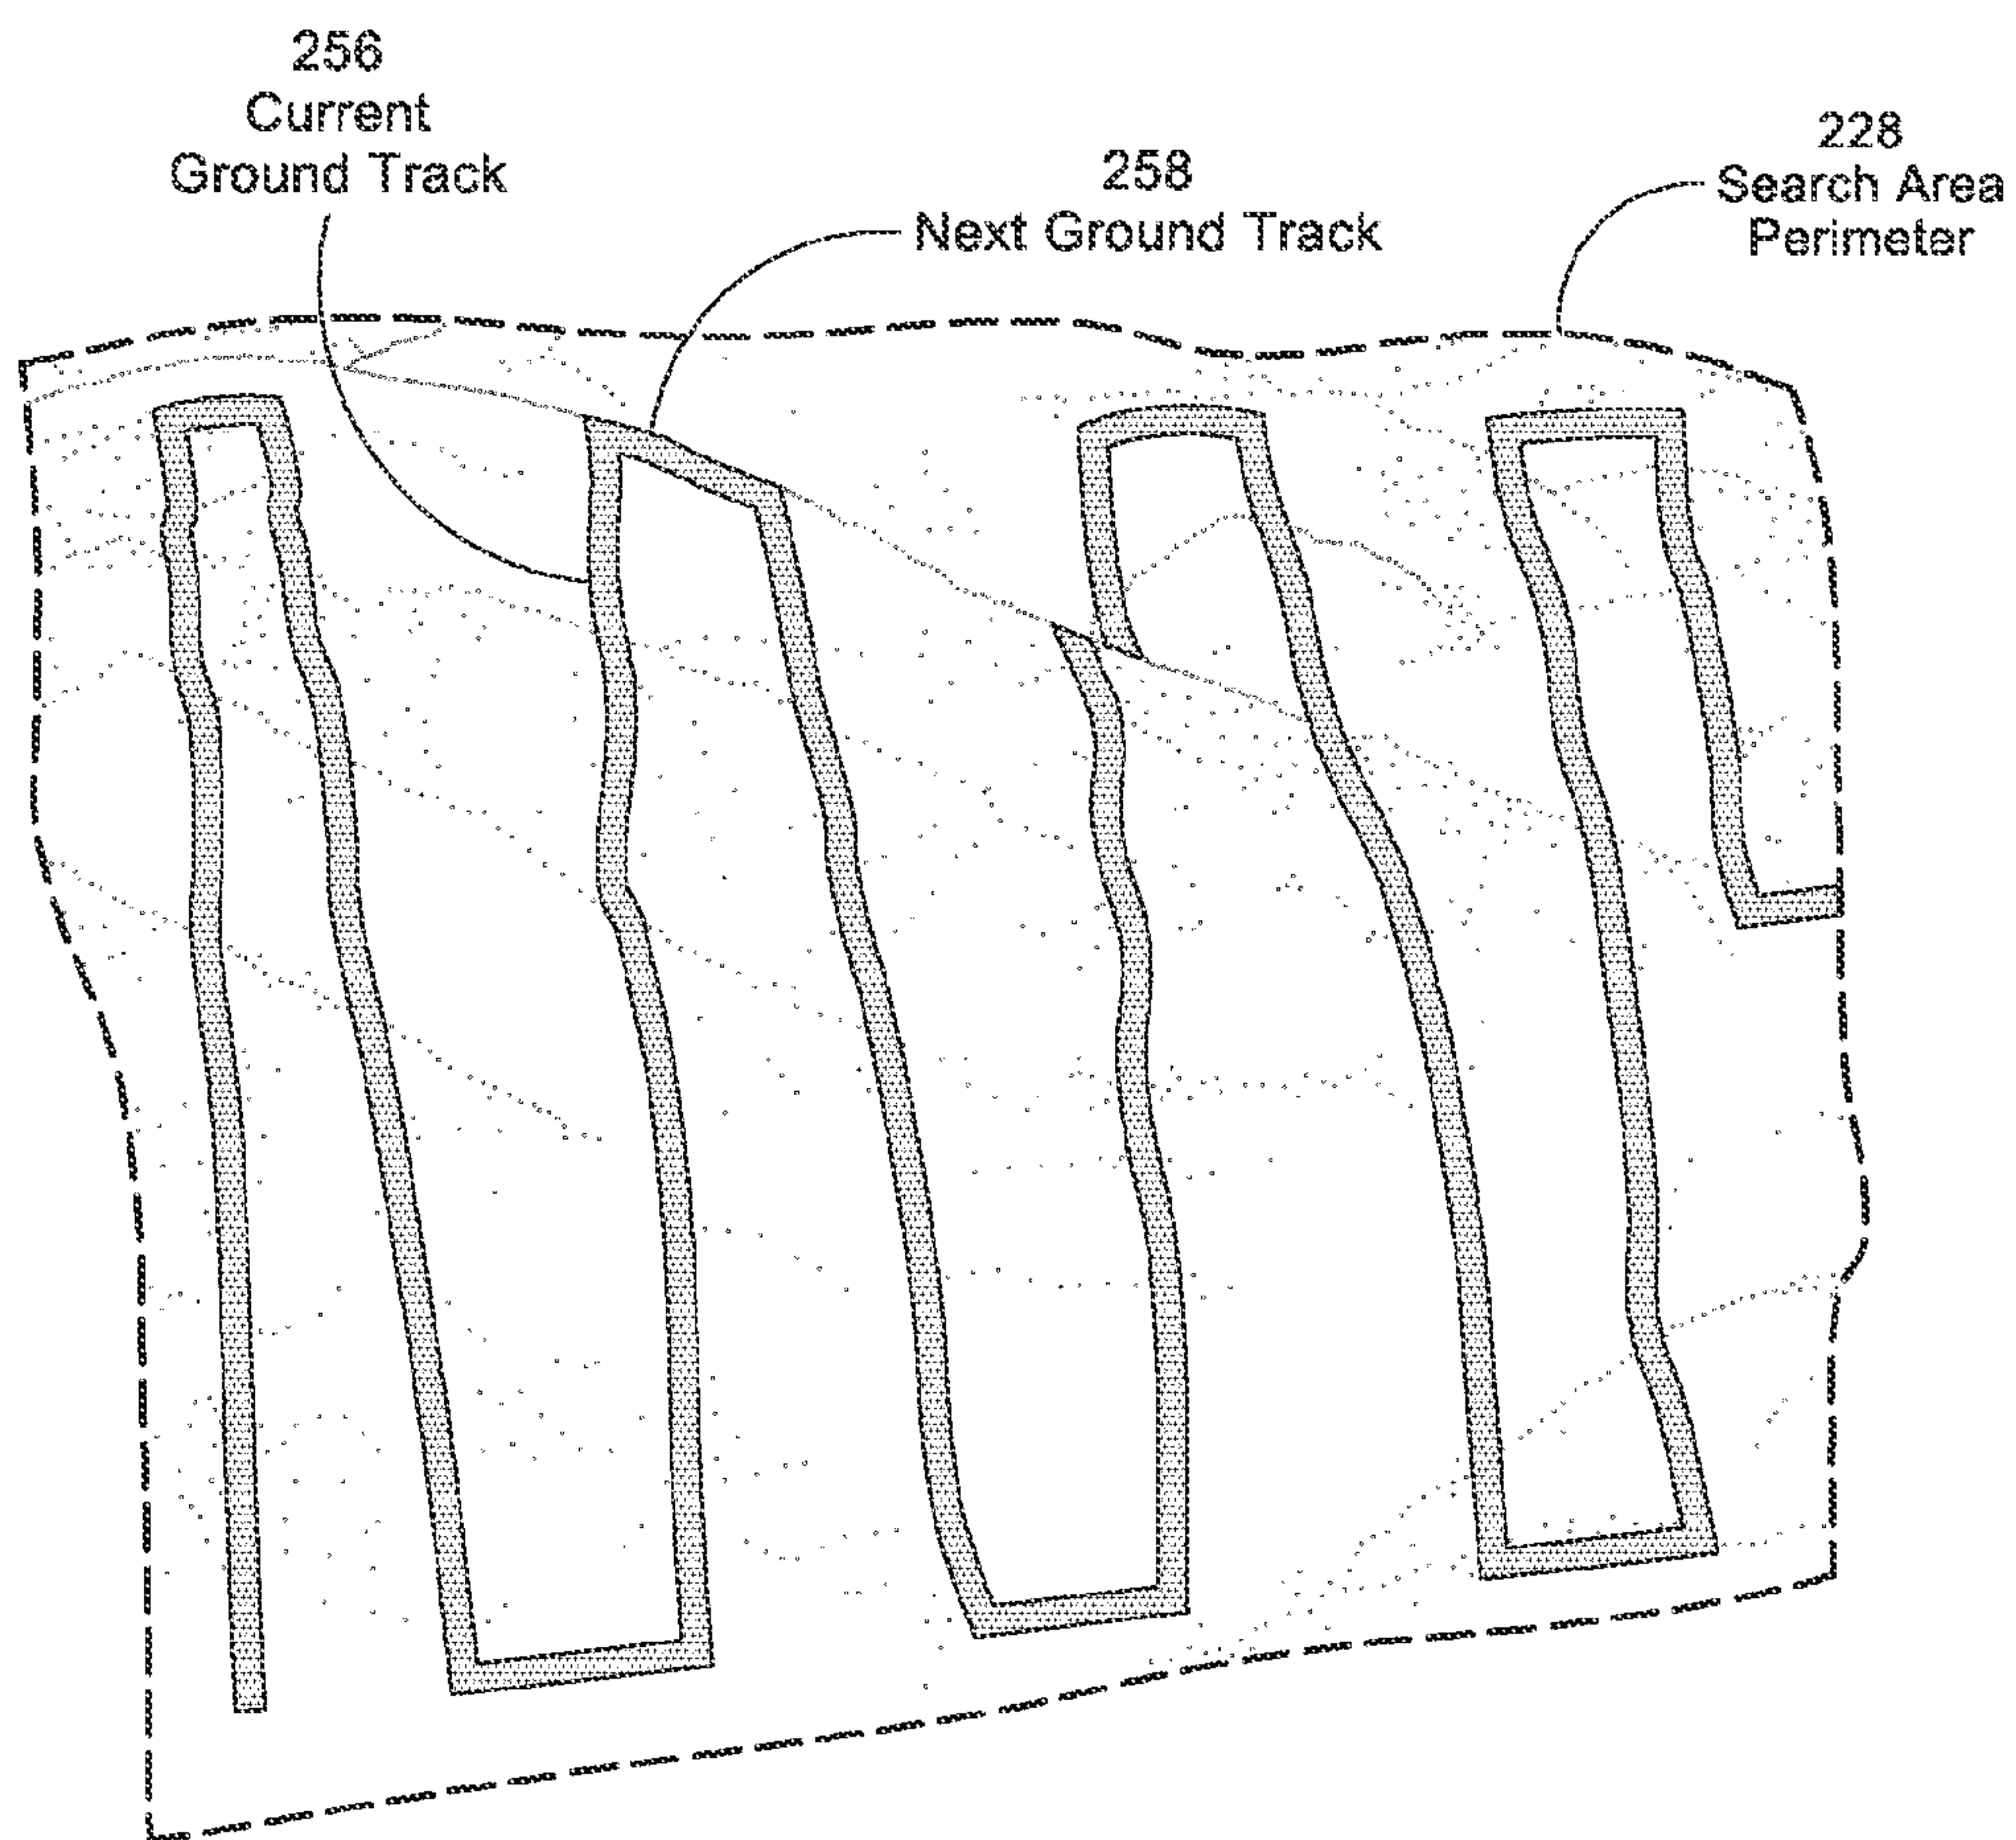 256
Current
Ground Track
258
Next Ground Track
228
Search Area
Perimeter